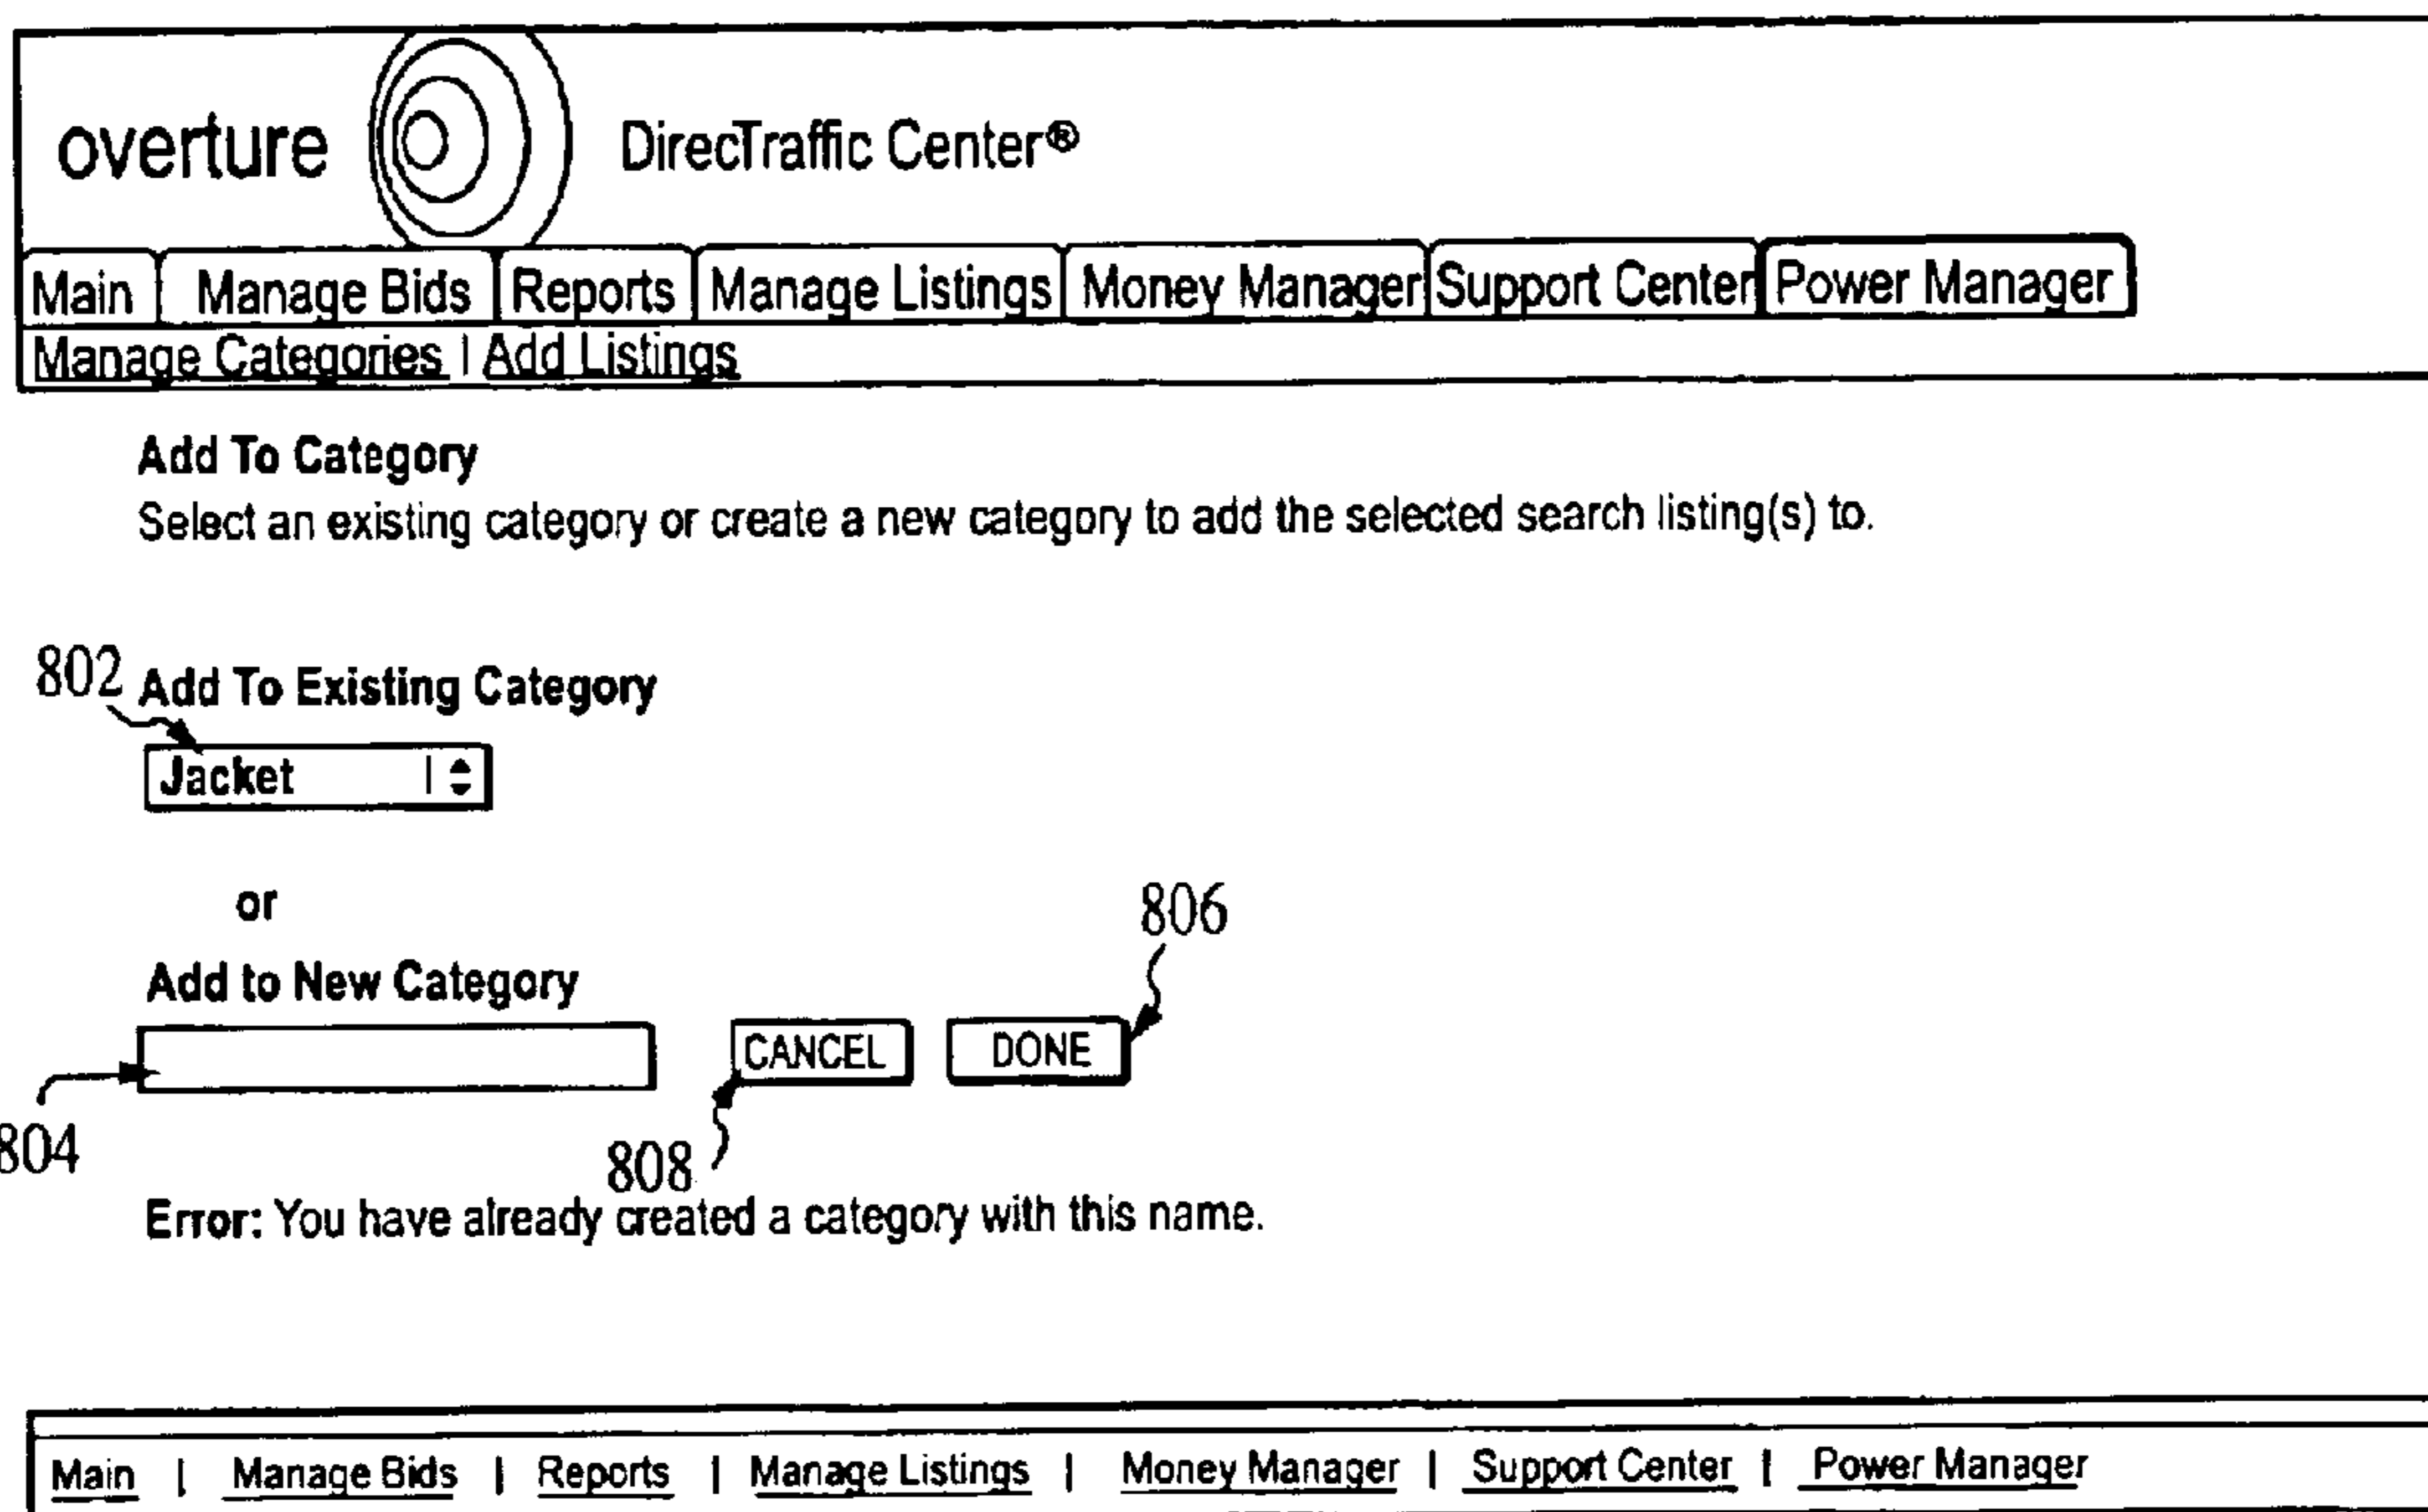 overture DirecTraffic Center®
Main Manage Bids Reports Manage Listings Money Manager Support Center Power Manager
Manage Categories | Add Listings
Add To Category
Select an existing category or create a new category to add the selected search listing(s) to.
802 Add To Existing Category
Jacket
or
806
Add to New Category
CANCEL DONE
804
808
Error: You have already created a category with this name.
Main | Manage Bids | Reports | Manage Listings | Money Manager | Support Center | Power Manager